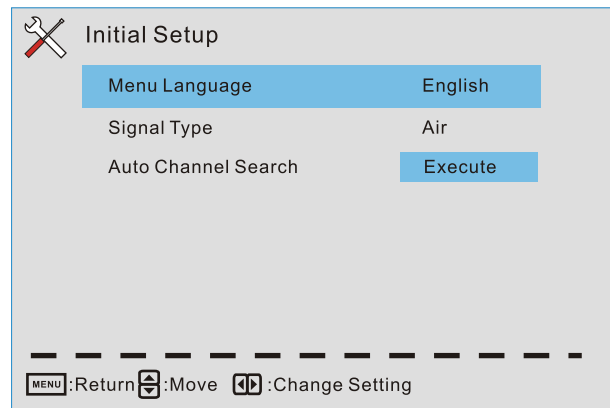 Initial Setup
Menu Language English
Signal Type Air
Auto Channel Search Execute
MENU :Return :Move :Change Setting